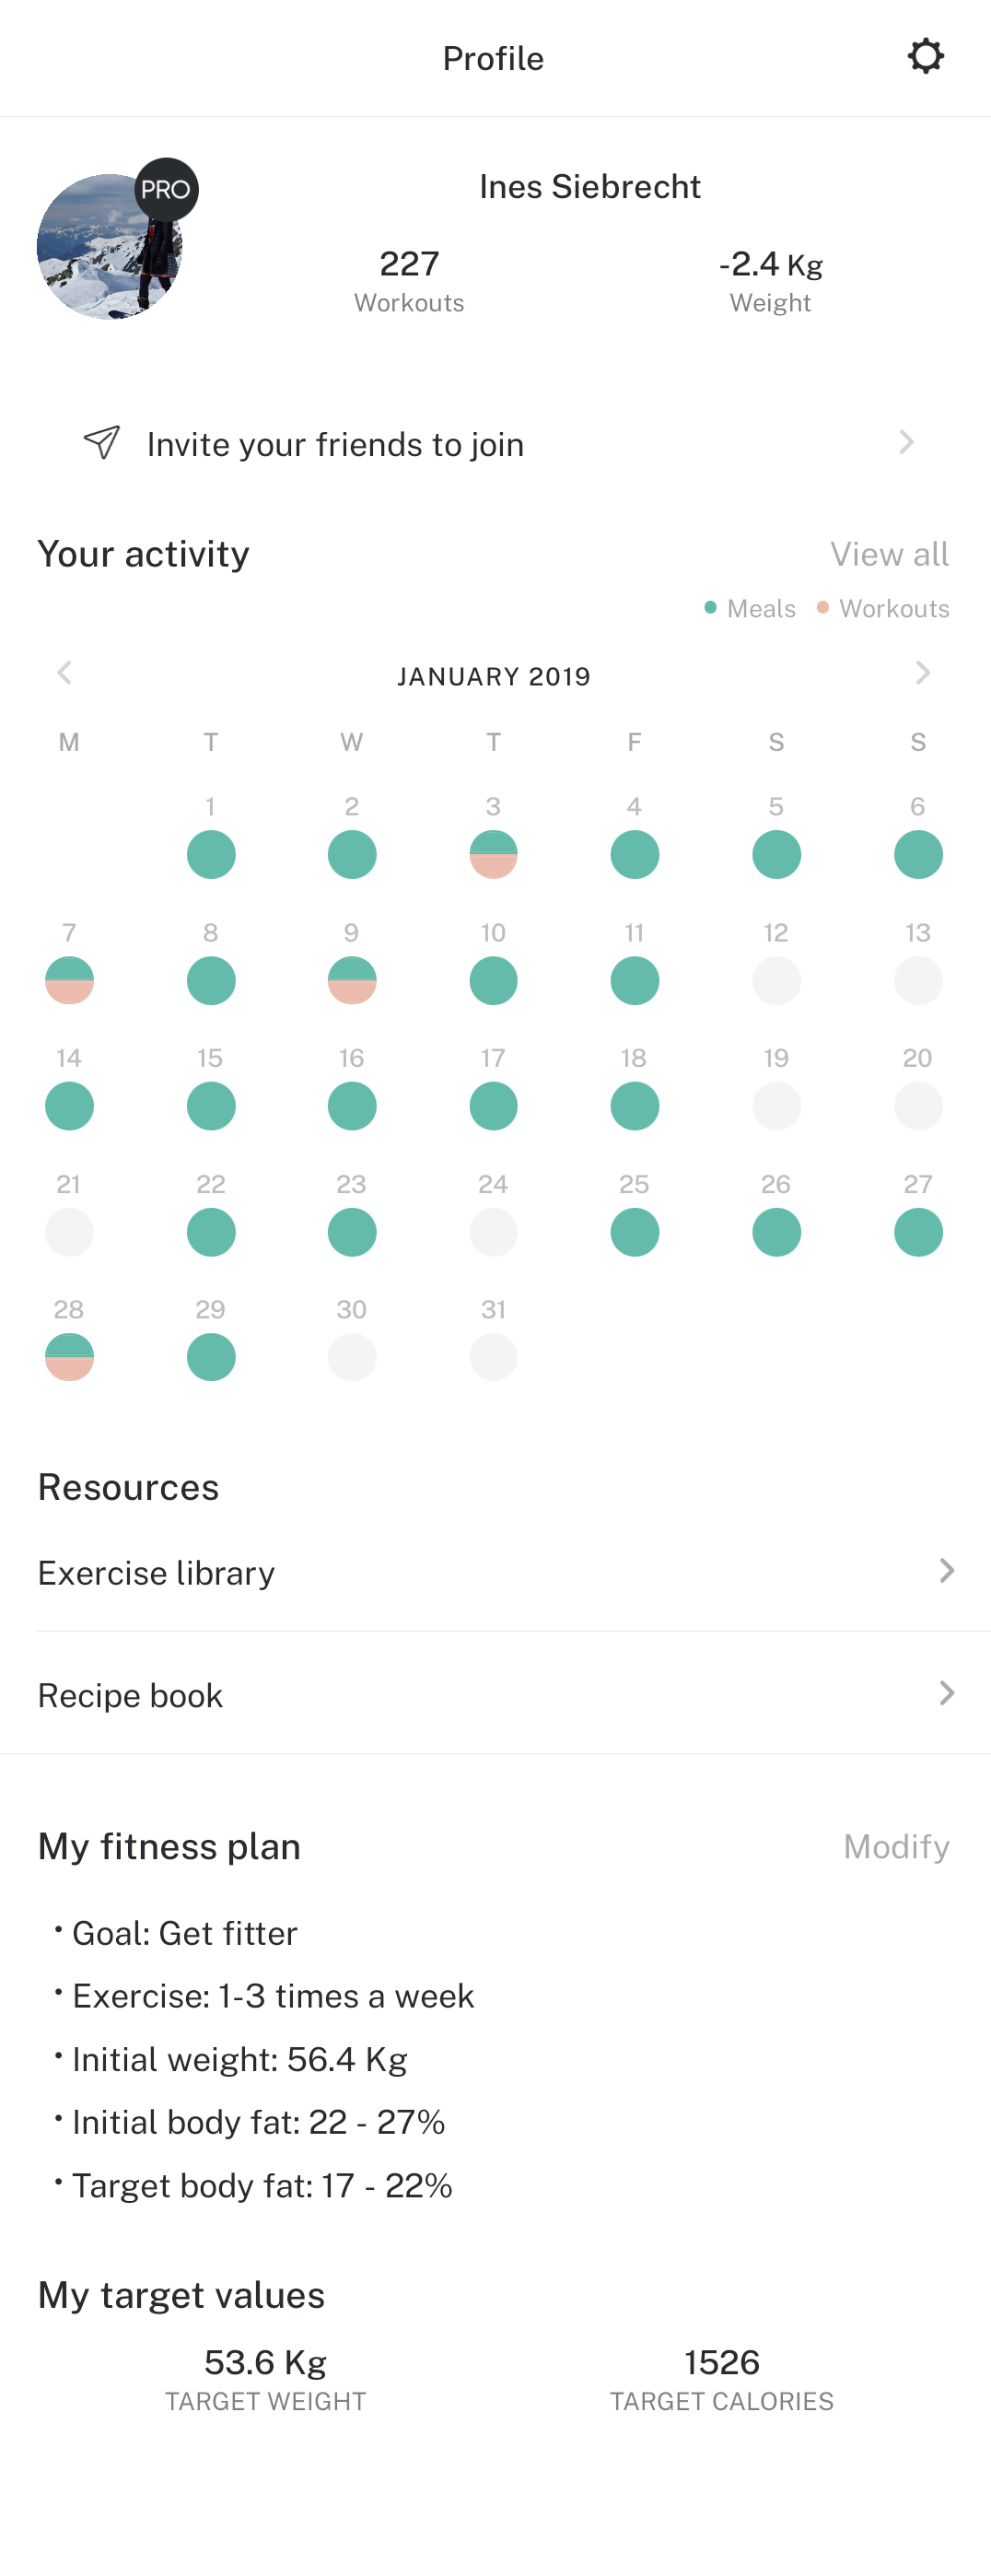 Profile
PRO
Ines Siebrecht
227
Workouts
-2.4 Kg
Weight
Invite your friends to join
Your activity
View all
Meals Workouts
JANUARY 2019
M T W T F S S
1 2 3 4 5 6
7 8 9 10 11 12 13
14 15 16 17 18 19 20
21 22 23 24 25 26 27
28 29 30 31
Resources
Exercise library
Recipe book
My fitness plan
Modify
• Goal: Get fitter
• Exercise: 1-3 times a week
• Initial weight: 56.4 Kg
• Initial body fat: 22 - 27%
• Target body fat: 17 - 22%
My target values
53.6 Kg
TARGET WEIGHT
1526
TARGET CALORIES